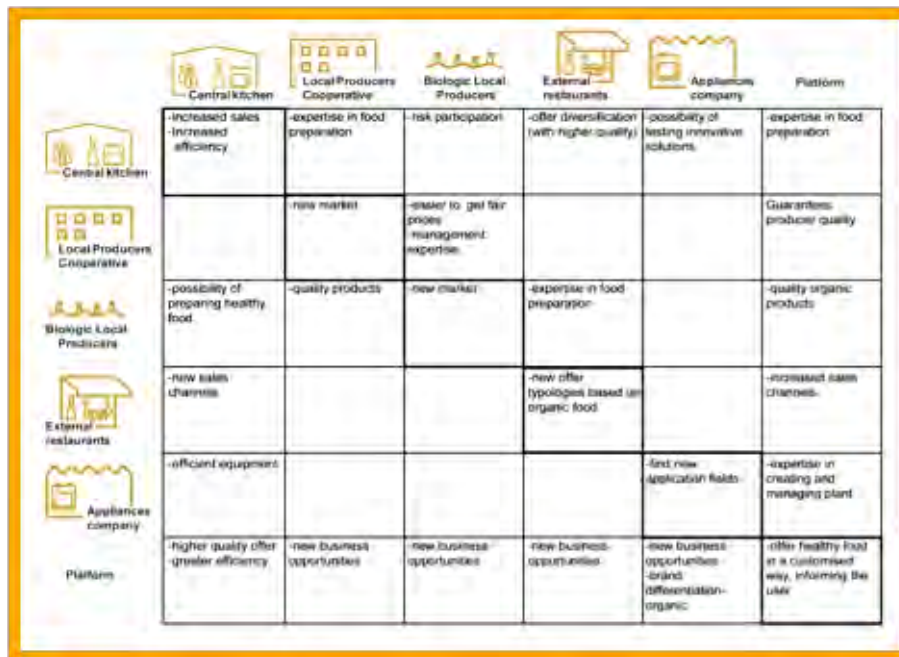 Central kitchen
Local Producers
Cooperative
Biologic Local
Producers
External
restaurants
Appliances
company
Platform
Central kitchen
-increased sales
-Increased
efficiency
-expertise in food
preparation
-risk participation
-offer diversification
(with higher quality)
-possibility of
testing innovative
solutions
-expertise in food
preparation
Local Producers
Cooperative
-new market
-easier to get fair
prices
-management
expertise
Guarantees
producer quality
Biologic Local
Producers
-possibility of
preparing healthy
food
-quality products
-new market
-expertise in food
preparation
-quality organic
products
External
restaurants
-new sales
channels
-new offer
typologies based on
organic food
-increased sales
channels
Appliances
company
-efficient equipment
-find new
application fields
-expertise in
creating and
managing plant
Platform
-higher quality offer
-greater efficiency
-new business
opportunities
-new business
opportunities
-new business
opportunities
-new business
opportunities
-brand
differentiation-
organic
-offer healthy food
in a customised
way, informing the
user